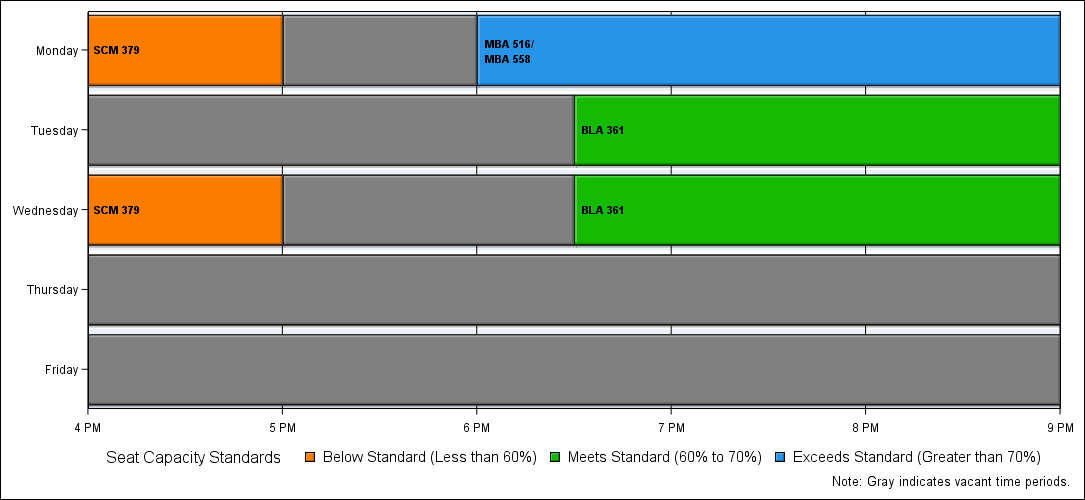 Monday
SCM 379
MBA 516/
MBA 558
Tuesday
BLA 361
Wednesday
SCM 379
BLA 361
Thursday
Friday
4 PM
5 PM
6 PM
7 PM
8 PM
9 PM
Seat Capacity Standards
Below Standard (Less than 60%)
Meets Standard (60% to 70%)
Exceeds Standard (Greater than 70%)
Note: Gray indicates vacant time periods.